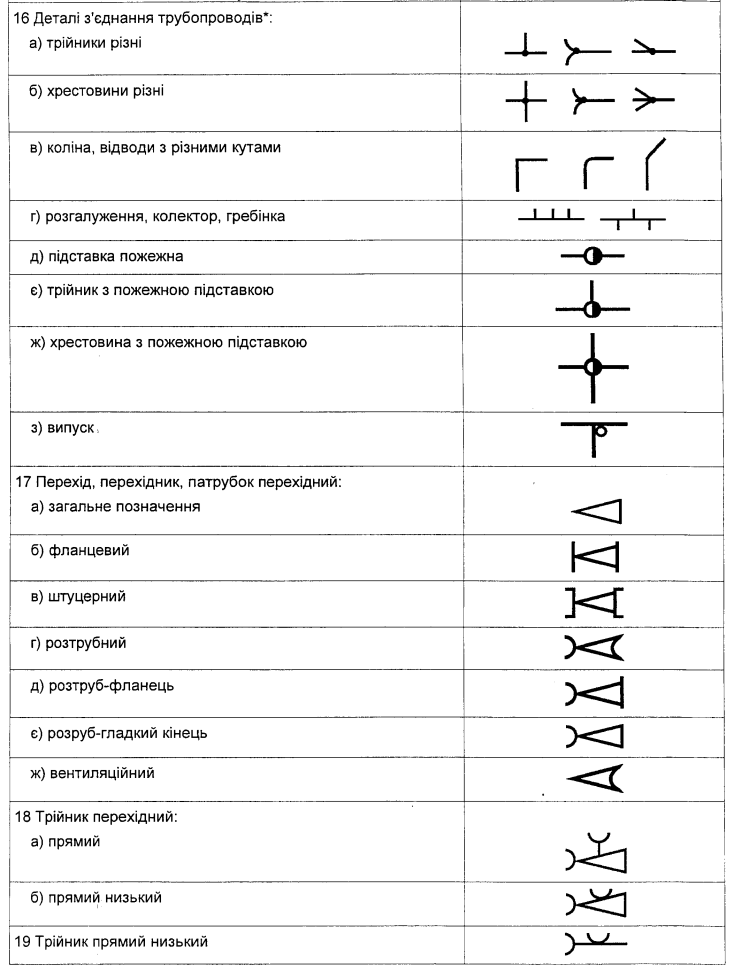 16 Деталі з'єднання трубопроводів*:
а) трійники різні
б) хрестовини різні
в) коліна, відводи з різними кутами
г) розгалуження, колектор, гребінка
д) підставка пожежна
є) трійник з пожежною підставкою
ж) хрестовина з пожежною підставкою
з) випуск
17 Перехід, перехідник, патрубок перехідний:
а) загальне позначення
б) фланцевий
в) штуцерний
г) розтрубний
д) розтруб-фланець
є) розруб-гладкий кінець
ж) вентиляційний
18 Трійник перехідний:
а) прямий
б) прямий низький
19 Трійник прямий низький